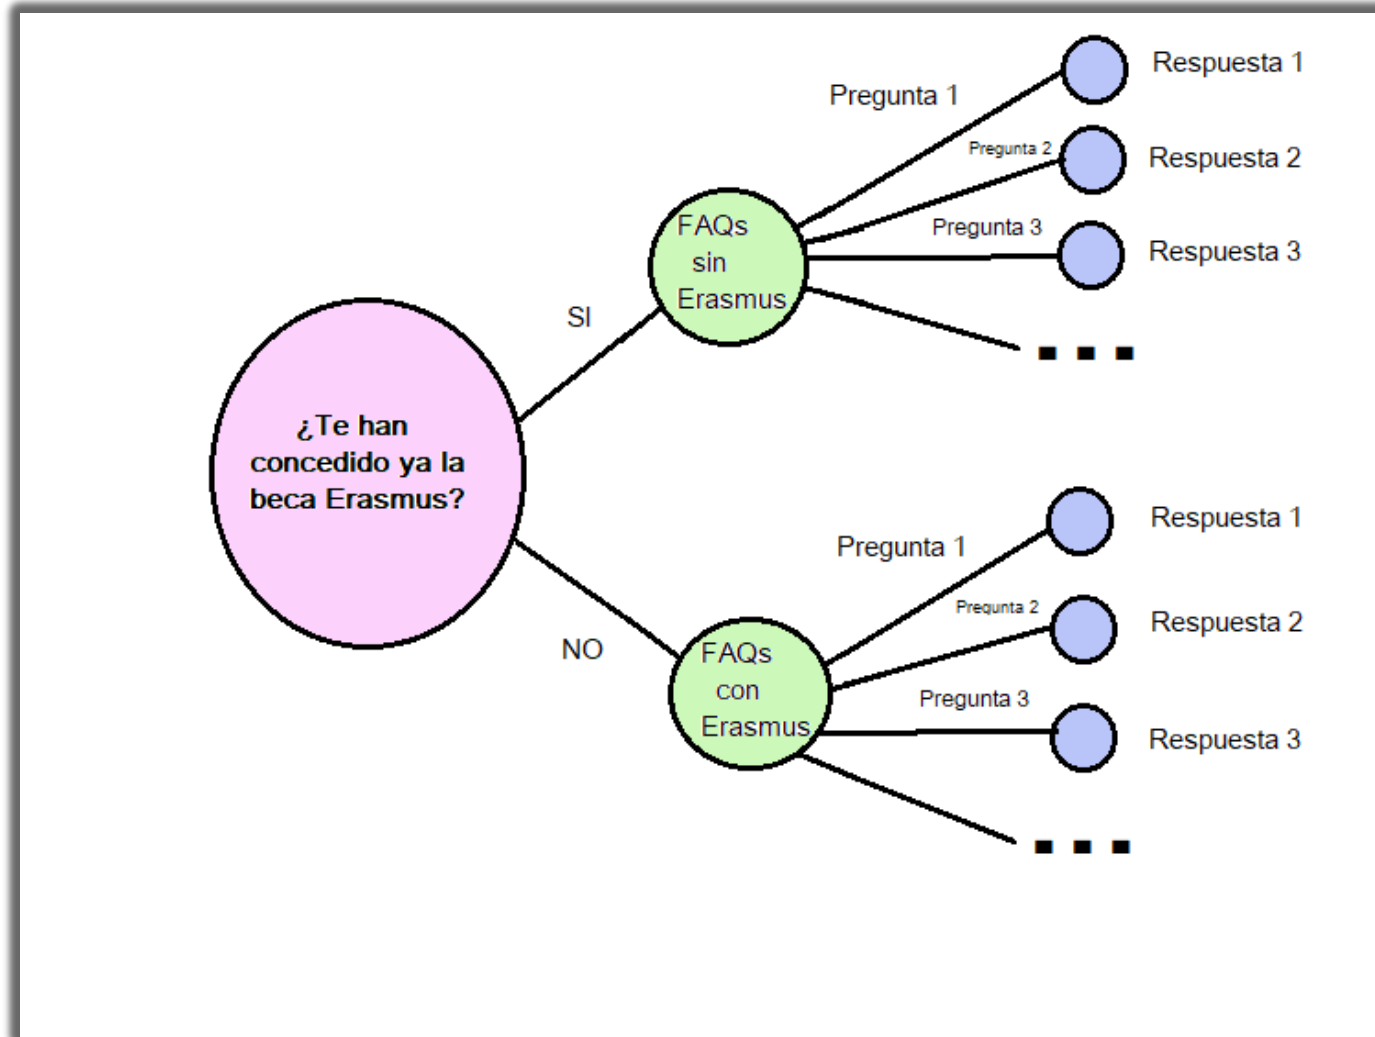 ¿Te han
concedido ya la
beca Erasmus?
SI
FAQs
sin
Erasmus
Pregunta 1
Respuesta 1
Pregunta 2
Respuesta 2
Pregunta 3
Respuesta 3
...
NO
FAQs
con
Erasmus
Pregunta 1
Respuesta 1
Pregunta 2
Respuesta 2
Pregunta 3
Respuesta 3
...